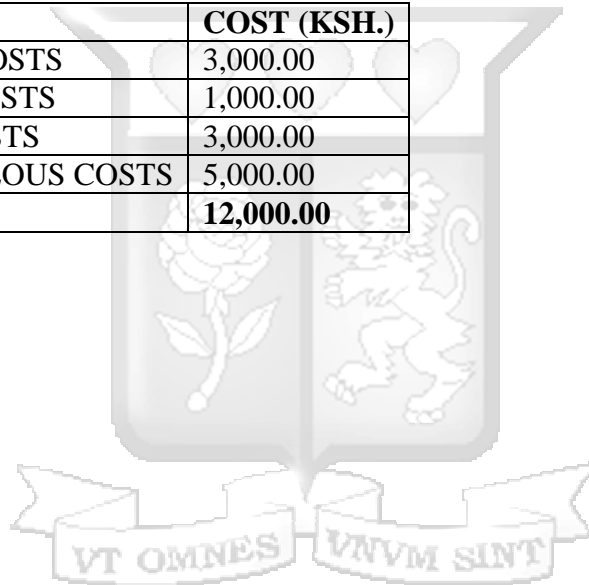 COST (KSH.)
OSTS 3,000.00
STS 1,000.00
TS 3,000.00
EOUS COSTS 5,000.00
12,000.00
VT OMNES VNVM SINT